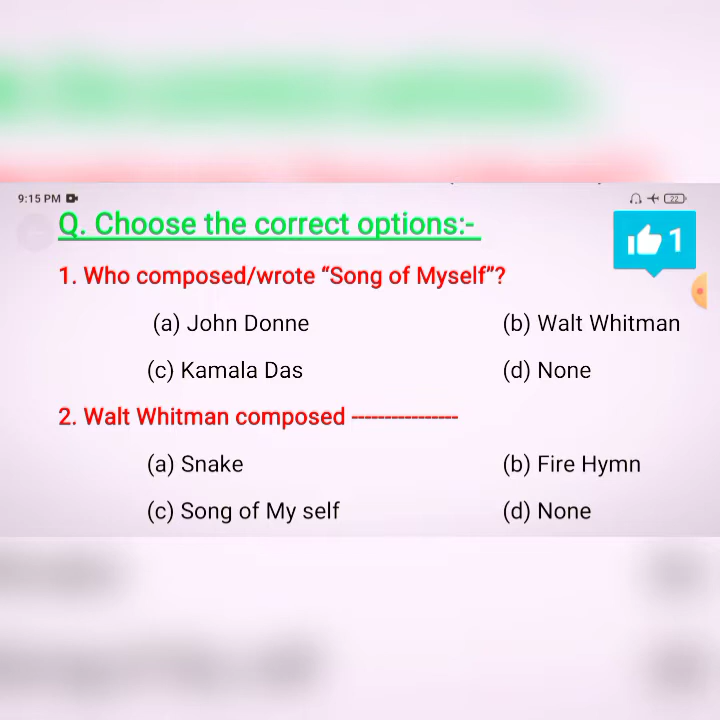 9:15 PM
22
Q. Choose the correct options:-
1
1. Who composed/wrote “Song of Myself”?
(a) John Donne (b) Walt Whitman
(c) Kamala Das (d) None
2. Walt Whitman composed ----------------
(a) Snake (b) Fire Hymn
(c) Song of My self (d) None